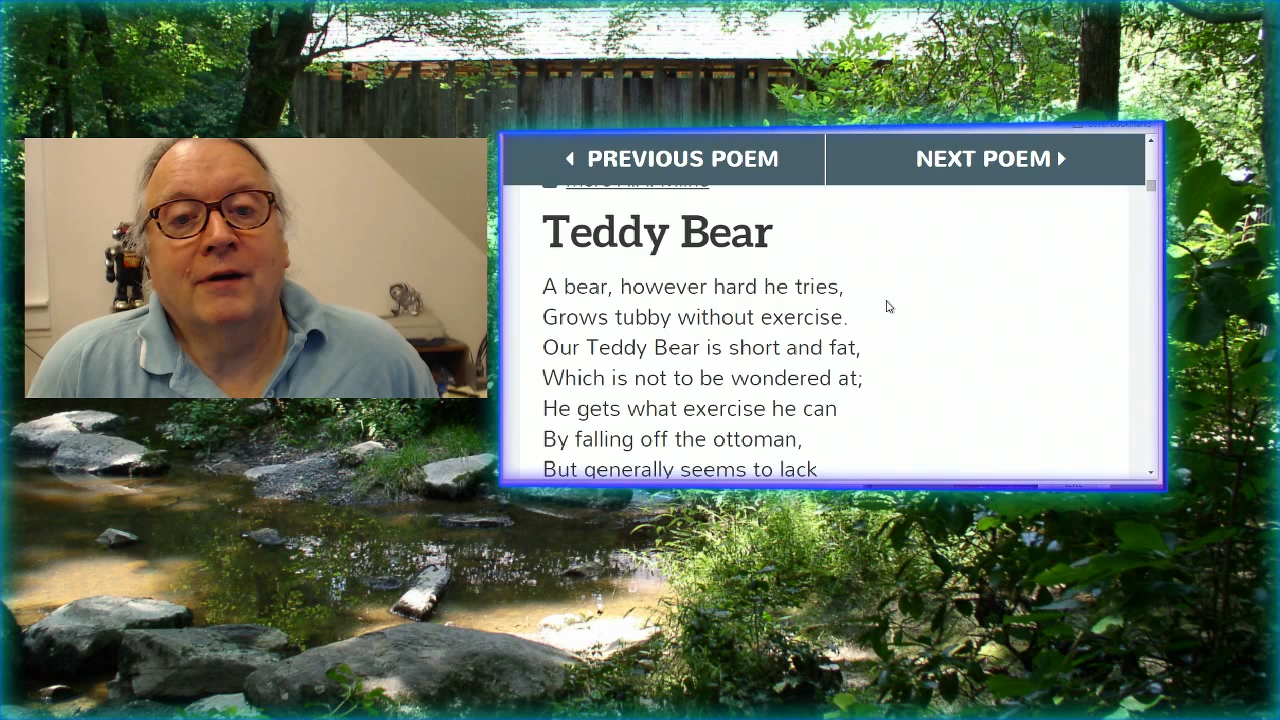 PREVIOUS POEM
NEXT POEM
Teddy Bear
A bear, however hard he tries,
Grows tubby without exercise.
Our Teddy Bear is short and fat,
Which is not to be wondered at;
He gets what exercise he can
By falling off the ottoman,
But generally seems to lack